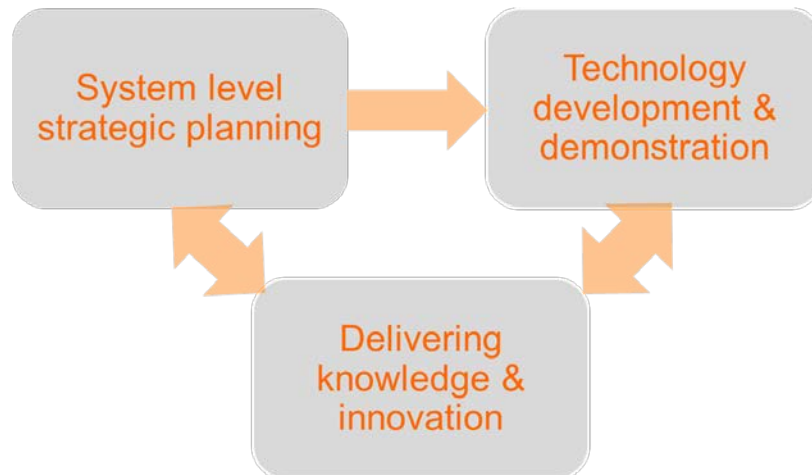 System level
strategic planning
Technology
development &
demonstration
Delivering
knowledge &
innovation